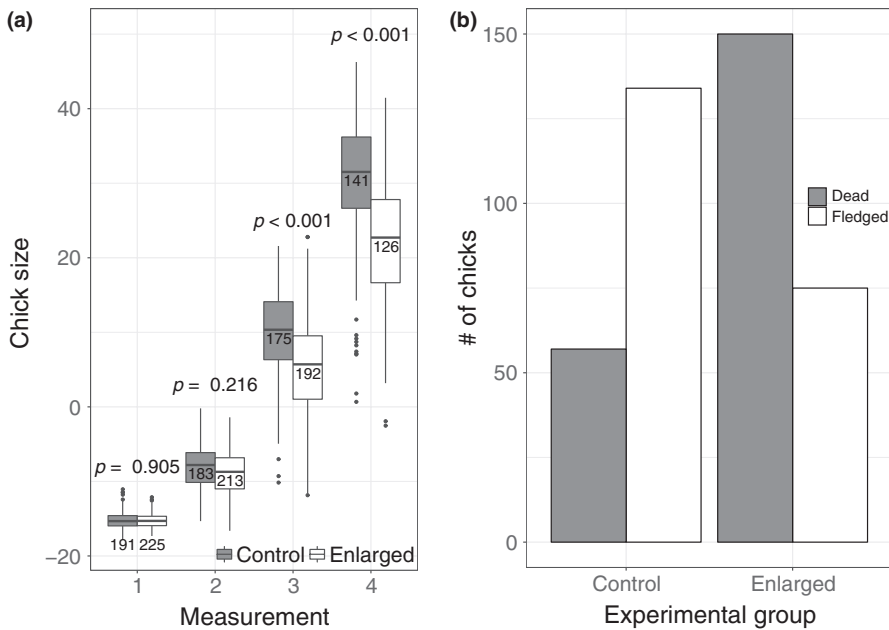 (a)
p < 0.001
p < 0.001
p = 0.216
p = 0.905
40
20
0
−20
Chick size
141
126
175
192
183
213
191 225
Control Enlarged
1 2 3 4
Measurement
(b)
150
100
50
0
# of chicks
Dead
Fledged
Control Enlarged
Experimental group